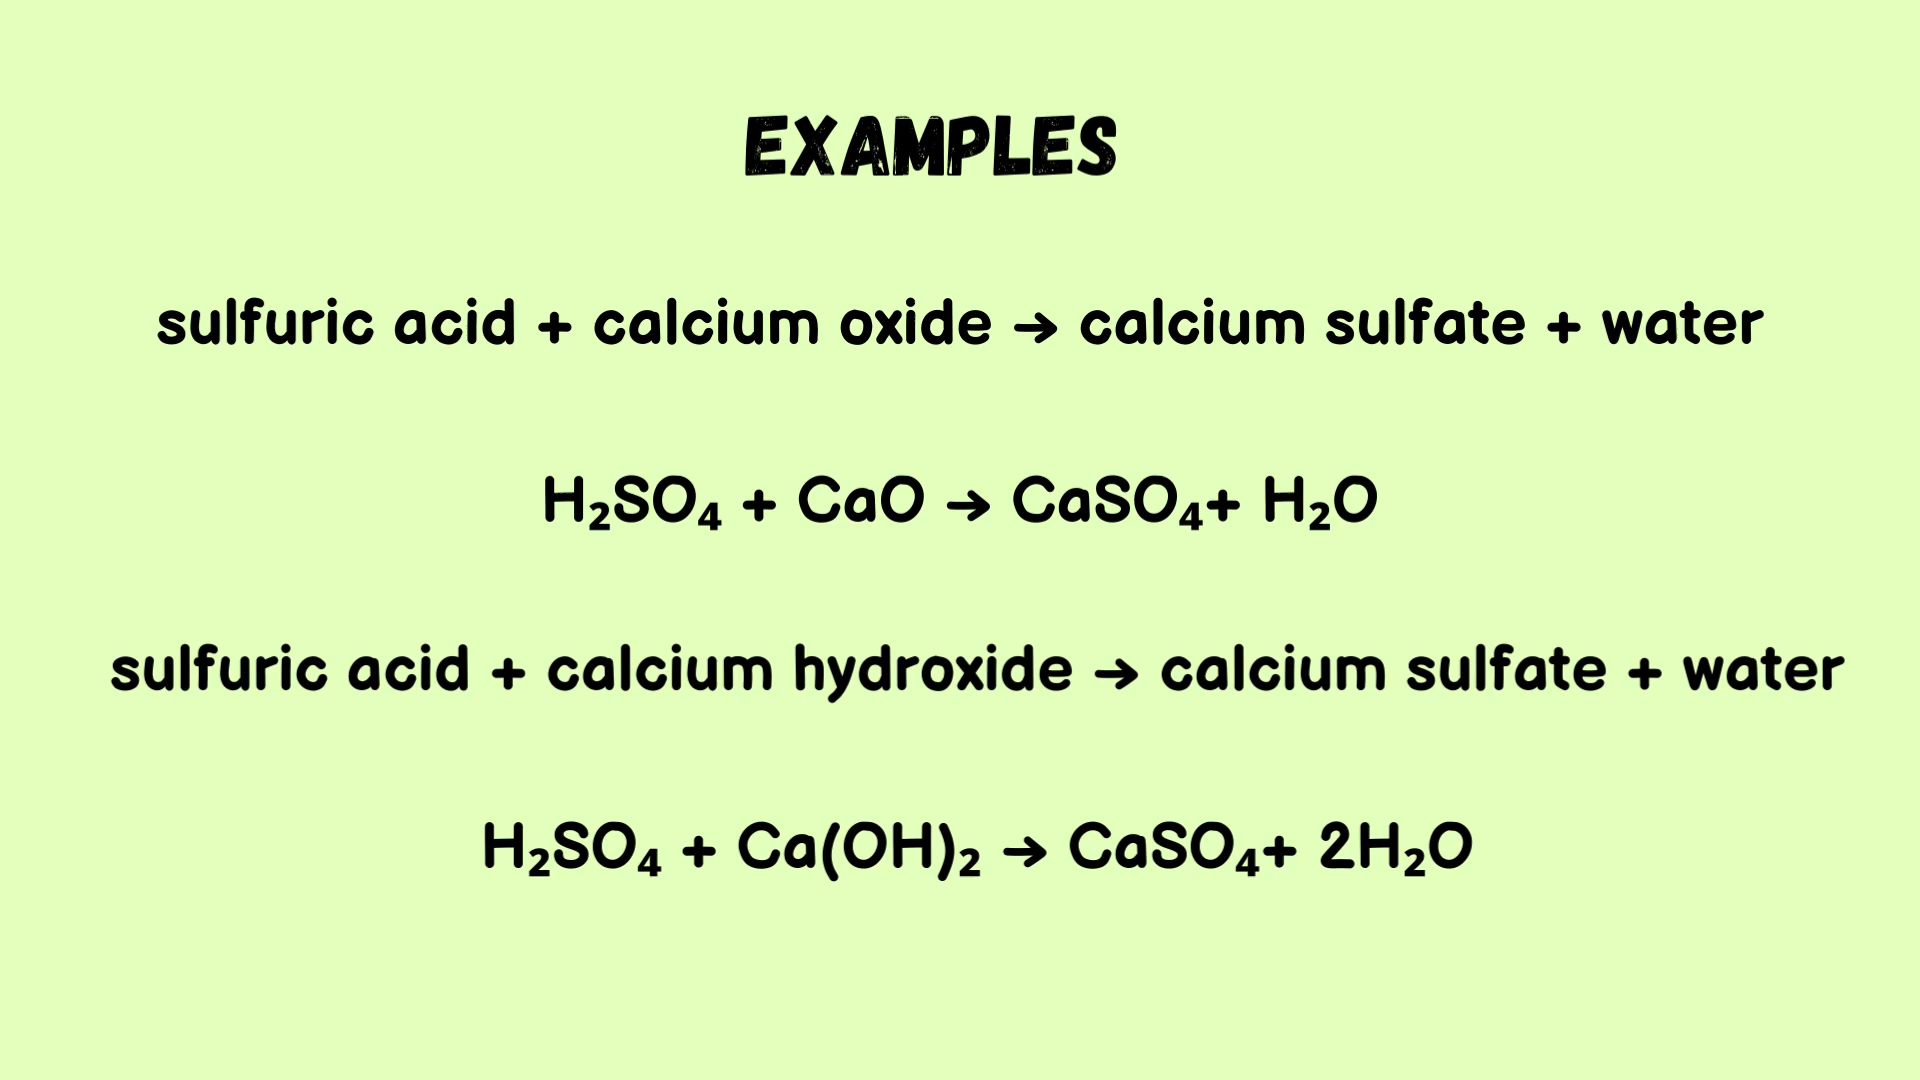 EXAMPLES
sulfuric acid + calcium oxide → calcium sulfate + water
H₂SO₄ + CaO → CaSO₄+ H₂O
sulfuric acid + calcium hydroxide → calcium sulfate + water
H₂SO₄ + Ca(OH)₂ → CaSO₄+ 2H₂O